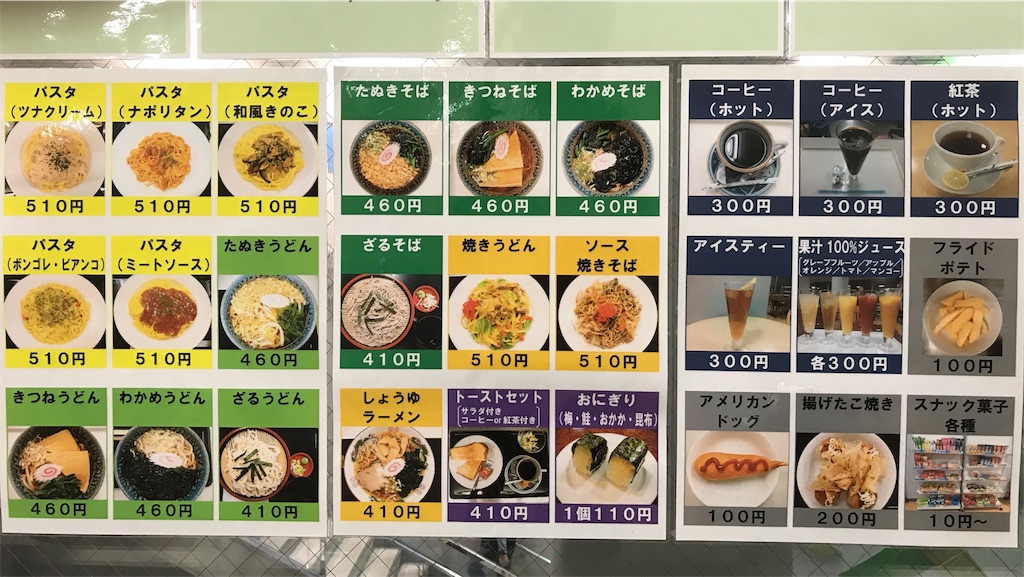 パスタ
(ツナクリーム)
510円
パスタ
(ナポリタン)
510円
パスタ
(和風きのこ)
510円
パスタ
(ボンゴレ・ビアンコ)
510円
パスタ
(ミートソース)
510円
たぬきうどん
460円
きつねうどん
460円
わかめうどん
460円
ざるうどん
410円
たぬきそば
460円
きつねそば
460円
わかめそば
460円
ざるそば
410円
焼きうどん
510円
ソース
焼きそば
510円
しょうゆ
ラーメン
410円
トーストセット
サラダ付き
コーヒーor 紅茶付き
410円
おにぎり
(梅・鮭・おかか・昆布)
1個110円
コーヒー
(ホット)
300円
コーヒー
(アイス)
300円
紅茶
(ホット)
300円
アイスティー
300円
果汁100%ジュース
グレープフルーツ／アップル／
オレンジ／トマト／マンゴー
各300円
フライド
ポテト
100円
アメリカン
ドッグ
100円
揚げたこ焼き
200円
スナック菓子
各種
10円～